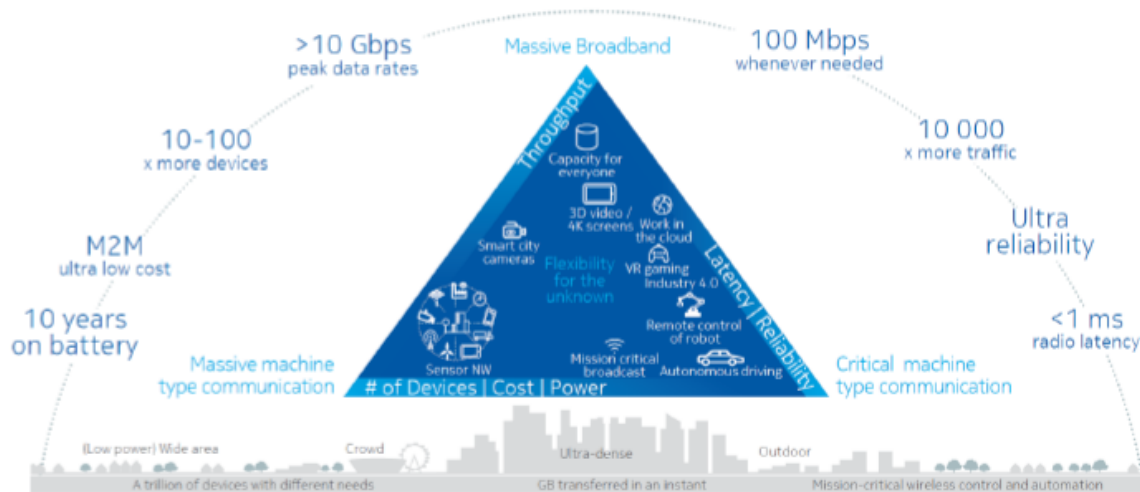 >10 Gbps
peak data rates
Massive Broadband
100 Mbps
whenever needed
10-100
x more devices
10 000
x more traffic
M2M
ultra low cost
Ultra
reliability
10 years
on battery
<1 ms
radio latency
Throughput
Capacity for
everyone
3D video /
4K screens
Work in
the cloud
Smart city
cameras
VR gaming
Industry 4.0
Flexibility
for the
unknown
Latency | Reliability
Remote control
of robot
Sensor NW
Mission critical
broadcast
Autonomous driving
Massive machine
type communication
# of Devices | Cost | Power
Critical machine
type communication
(Low power) Wide area
Crowd
Ultra-dense
Outdoor
A trillion of devices with different needs
GB transferred in an instant
Mission-critical wireless control and automation